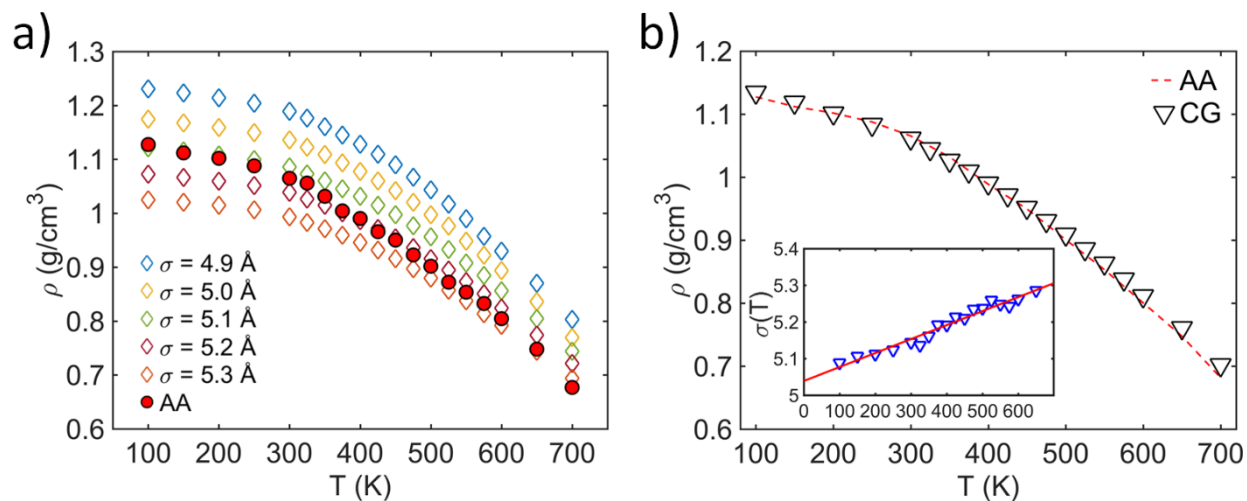 a)
1.3
1.2
1.1
1
0.9
0.8
0.7
0.6
ρ (g/cm³)
σ = 4.9 Å
σ = 5.0 Å
σ = 5.1 Å
σ = 5.2 Å
σ = 5.3 Å
AA
100 200 300 400 500 600 700
T (K)
b)
1.2
1.1
1
0.9
0.8
0.7
0.6
ρ (g/cm³)
AA
CG
5.4
5.3
5.2
5.1
5
σ(T)
0 100 200 300 400 500 600
100 200 300 400 500 600 700
T (K)